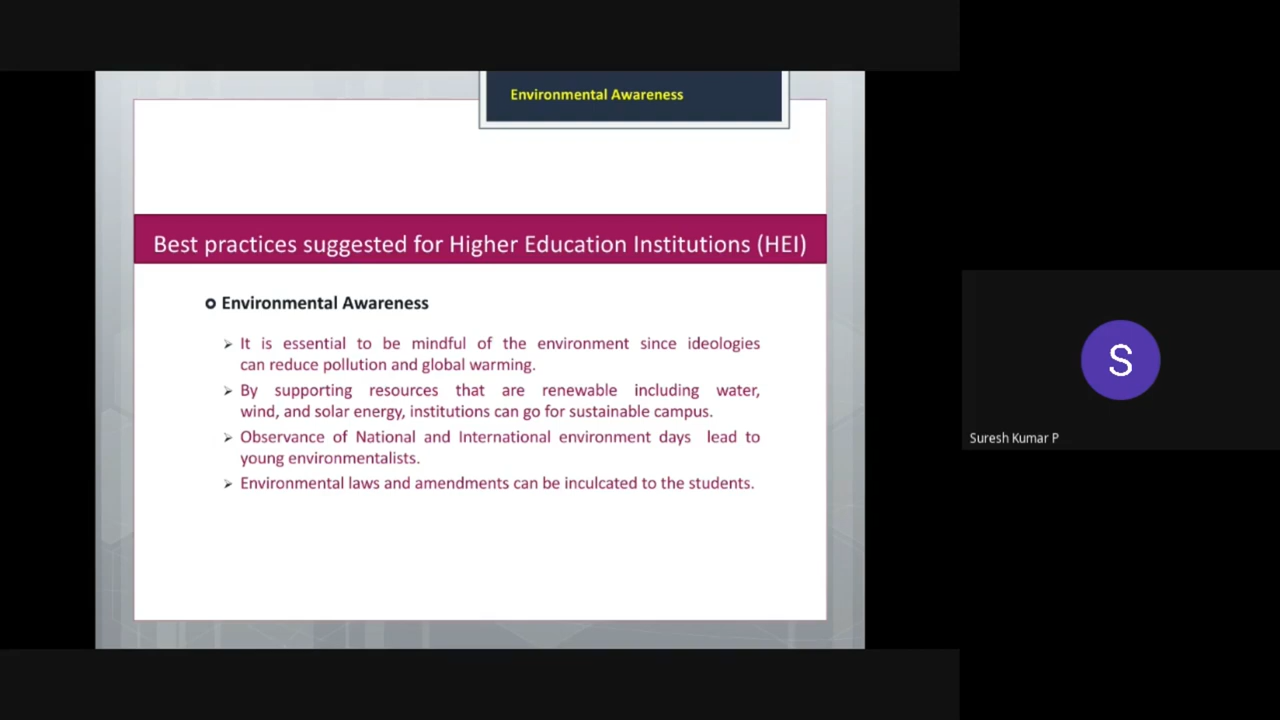 Environmental Awareness
Best practices suggested for Higher Education Institutions (HEI)
Environmental Awareness
It is essential to be mindful of the environment since ideologies
can reduce pollution and global warming.
By supporting resources that are renewable including water,
wind, and solar energy, institutions can go for sustainable campus.
Observance of National and International environment days lead to
young environmentalists.
Environmental laws and amendments can be inculcated to the students.
S
Suresh Kumar P